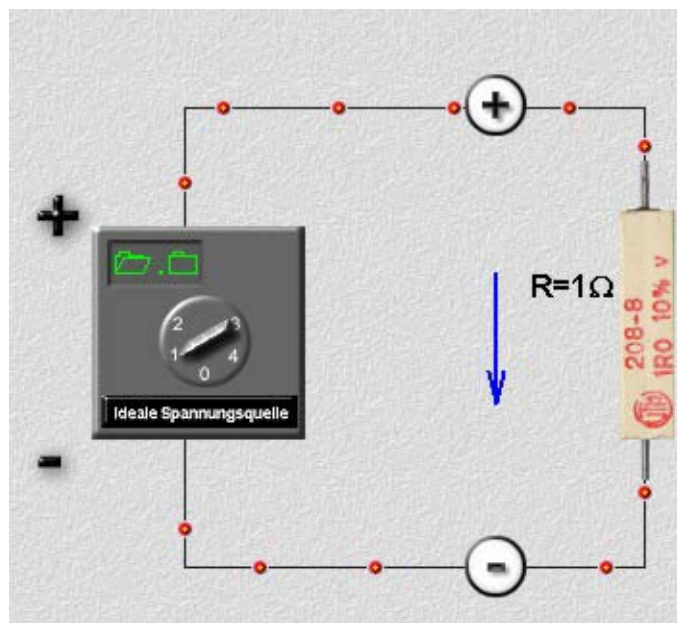 +
+
2 3
1 4
0
Ideale Spannungsquelle
R=1Ω
208-8
1R0 10% v
-
-